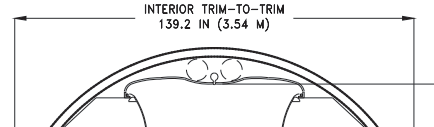 INTERIOR TRIM-TO-TRIM
139.2 IN (3.54 M)